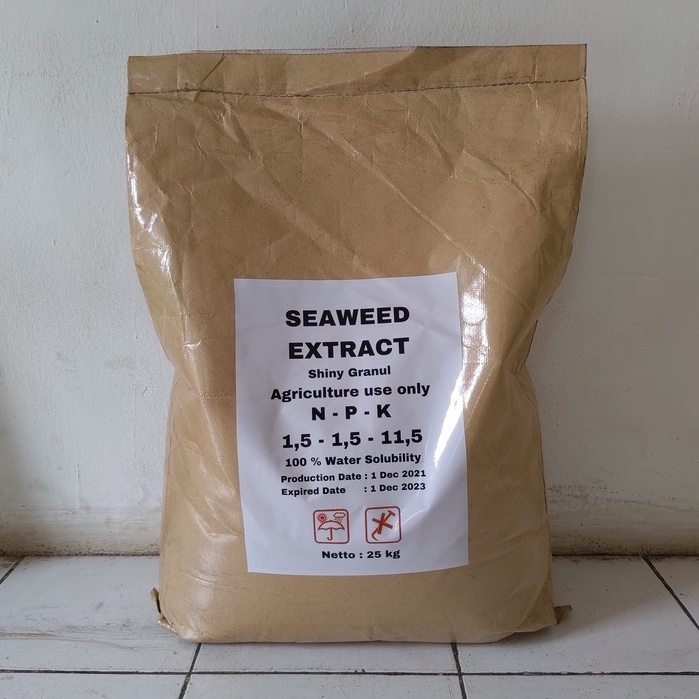 SEAWEED
EXTRACT
Shiny Granul
Agriculture use only
N - P - K
1,5 - 1,5 - 11,5
100 % Water Solubility
Production Date : 1 Dec 2021
Expired Date : 1 Dec 2023
Netto : 25 kg